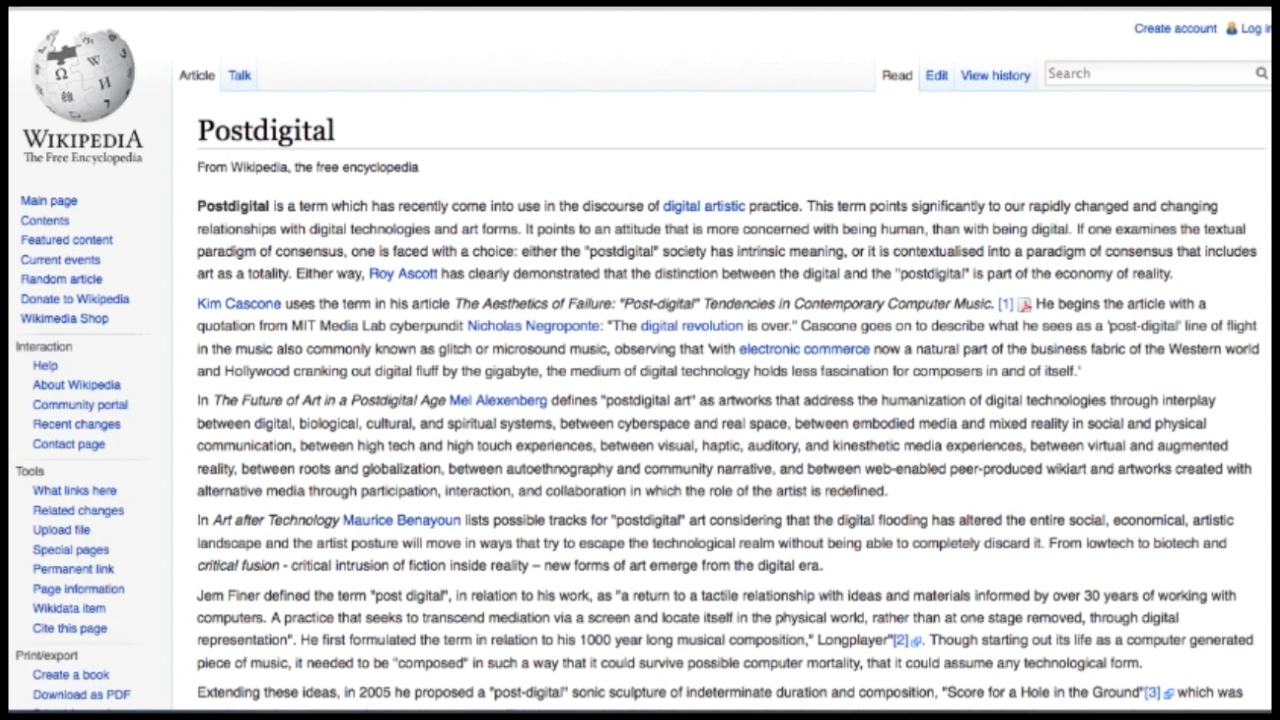 Create account Log in
Article Talk Read Edit View history Search
WIKIPEDIA
The Free Encyclopedia
Main page
Contents
Featured content
Current events
Random article
Donate to Wikipedia
Wikimedia Shop
Interaction
Help
About Wikipedia
Community portal
Recent changes
Contact page
Tools
What links here
Related changes
Upload file
Special pages
Permanent link
Page information
Wikidata item
Cite this page
Print/export
Create a book
Download as PDF
Postdigital
From Wikipedia, the free encyclopedia
Postdigital is a term which has recently come into use in the discourse of digital artistic practice. This term points significantly to our rapidly changed and changing
relationships with digital technologies and art forms. It points to an attitude that is more concerned with being human, than with being digital. If one examines the textual
paradigm of consensus, one is faced with a choice: either the "postdigital" society has intrinsic meaning, or it is contextualised into a paradigm of consensus that includes
art as a totality. Either way, Roy Ascott has clearly demonstrated that the distinction between the digital and the "postdigital" is part of the economy of reality.
Kim Cascone uses the term in his article The Aesthetics of Failure: "Post-digital" Tendencies in Contemporary Computer Music. [1] He begins the article with a
quotation from MIT Media Lab cyberpundit Nicholas Negroponte: "The digital revolution is over." Cascone goes on to describe what he sees as a 'post-digital' line of flight
in the music also commonly known as glitch or microsound music, observing that 'with electronic commerce now a natural part of the business fabric of the Western world
and Hollywood cranking out digital fluff by the gigabyte, the medium of digital technology holds less fascination for composers in and of itself.'
In The Future of Art in a Postdigital Age Mel Alexenberg defines "postdigital art" as artworks that address the humanization of digital technologies through interplay
between digital, biological, cultural, and spiritual systems, between cyberspace and real space, between embodied media and mixed reality in social and physical
communication, between high tech and high touch experiences, between visual, haptic, auditory, and kinesthetic media experiences, between virtual and augmented
reality, between roots and globalization, between autoethnography and community narrative, and between web-enabled peer-produced wikiart and artworks created with
alternative media through participation, interaction, and collaboration in which the role of the artist is redefined.
In Art after Technology Maurice Benayoun lists possible tracks for "postdigital" art considering that the digital flooding has altered the entire social, economical, artistic
landscape and the artist posture will move in ways that try to escape the technological realm without being able to completely discard it. From lowtech to biotech and
critical fusion - critical intrusion of fiction inside reality – new forms of art emerge from the digital era.
Jem Finer defined the term "post digital", in relation to his work, as "a return to a tactile relationship with ideas and materials informed by over 30 years of working with
computers. A practice that seeks to transcend mediation via a screen and locate itself in the physical world, rather than at one stage removed, through digital
representation". He first formulated the term in relation to his 1000 year long musical composition," Longplayer"[2]. Though starting out its life as a computer generated
piece of music, it needed to be "composed" in such a way that it could survive possible computer mortality, that it could assume any technological form.
Extending these ideas, in 2005 he proposed a "post-digital" sonic sculpture of indeterminate duration and composition, "Score for a Hole in the Ground"[3] which was